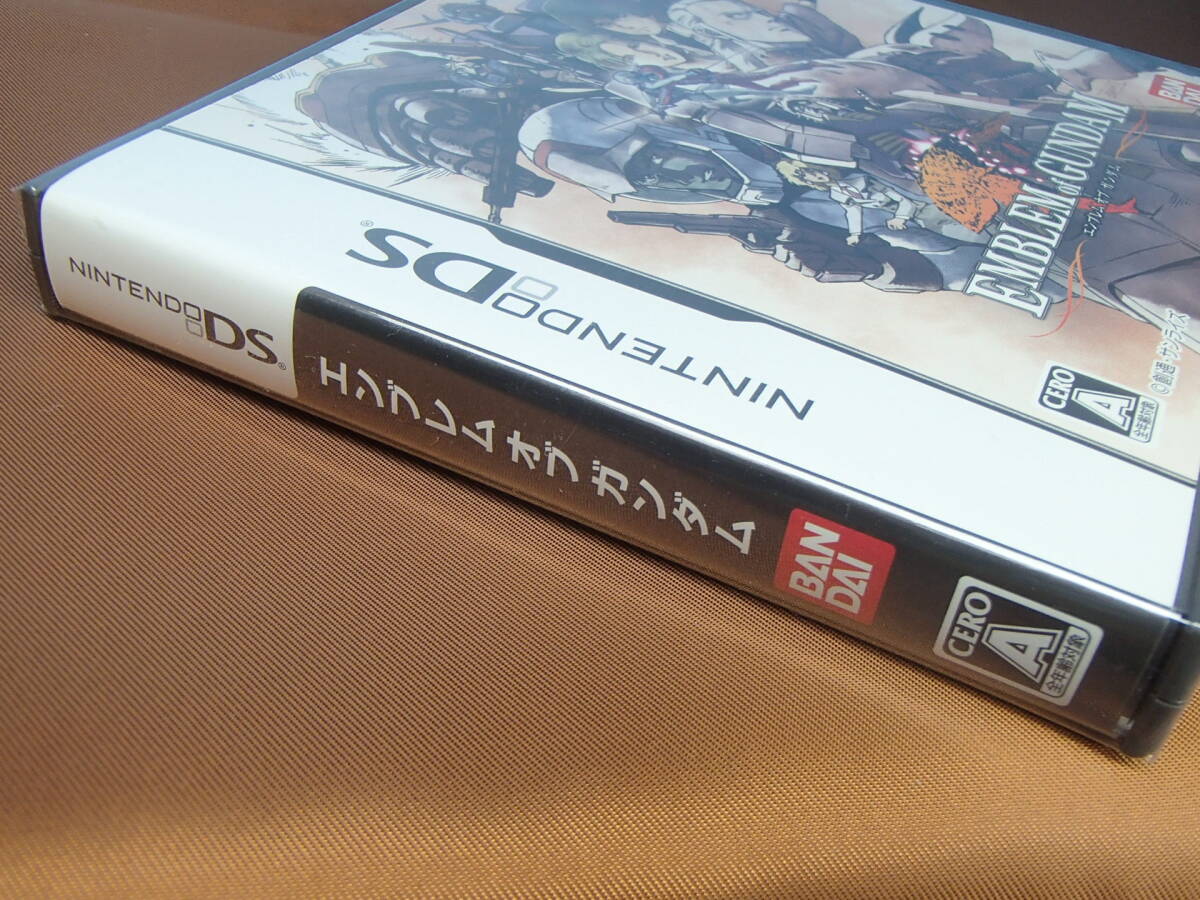 BAN
DAI
EMBLEM of GUNDAM
エンブレム オブ ガンダム
©創通・サンライズ
CERO
A
全年齢対象
NINTENDO DS®
NINTENDO DS®
エンブレム オブ ガンダム
BAN
DAI
CERO
A
全年齢対象